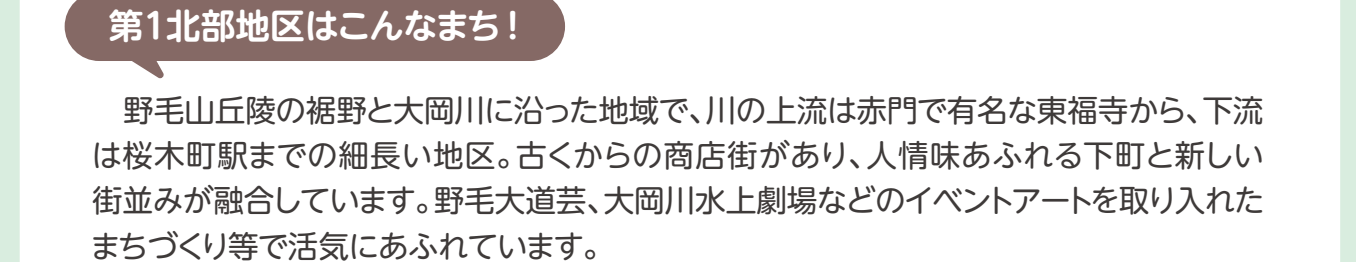 第1北部地区はこんなまち！
野毛山丘陵の裾野と大岡川に沿った地域で、川の上流は赤門で有名な東福寺から、下流
は桜木町駅までの細長い地区。古くからの商店街があり、人情味あふれる下町と新しい
街並みが融合しています。野毛大道芸、大岡川水上劇場などのイベントアートを取り入れた
まちづくり等で活気にあふれています。